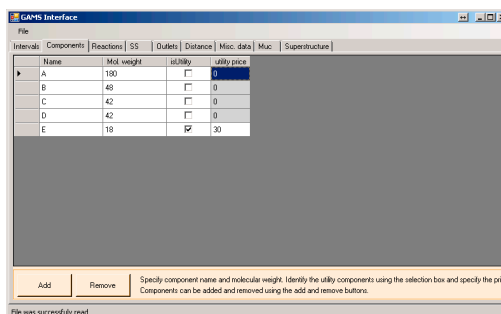 GAMS Interface
File
Intervals Components Reactions SS Outlets Distance Misc. data Muc Superstructure
Name Mol. weight isUtility utility price
A 180 0
B 48 0
C 42 0
D 42 0
E 18 30
Add Remove
Specify component name and molecular weight. Identify the utility components using the selection box and specify the pri
Components can be added and removed using the add and remove buttons.
File was successfuly read